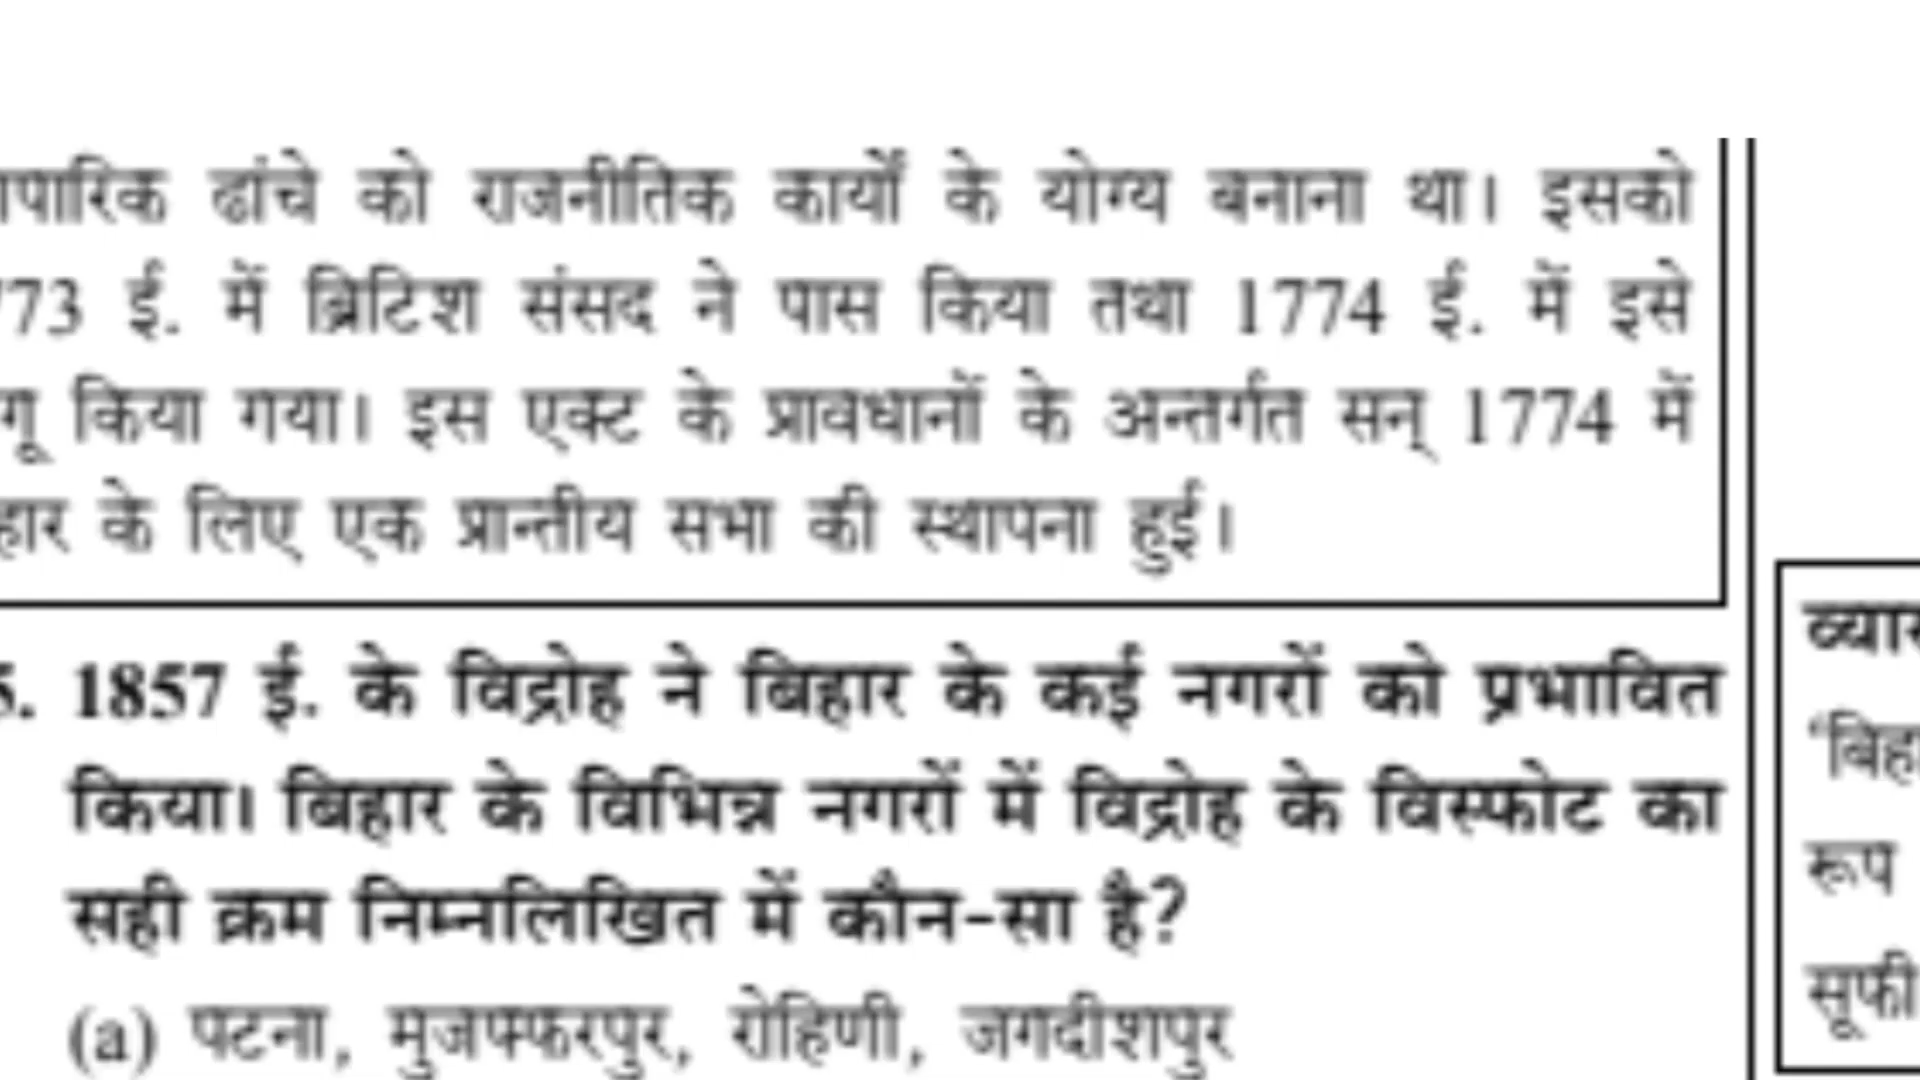 ढांचे को राजनीतिक कार्यों के योग्य बनाना था। इसको
73 ई. में ब्रिटिश संसद ने पास किया तथा 1774 ई. में इसे
किया गया। इस एक्ट के प्रावधानों के अन्तर्गत सन् 1774 में
के लिए एक प्रान्तीय सभा की स्थापना हुई।
5. 1857 ई. के विद्रोह ने बिहार के कई नगरों को प्रभावित
किया। बिहार के विभिन्न नगरों में विद्रोह के विस्फोट का
सही क्रम निम्नलिखित में कौन-सा है?
(a) पटना, मुजफ्फरपुर, रोहिणी, जगदीशपुर
रूप
सूफी